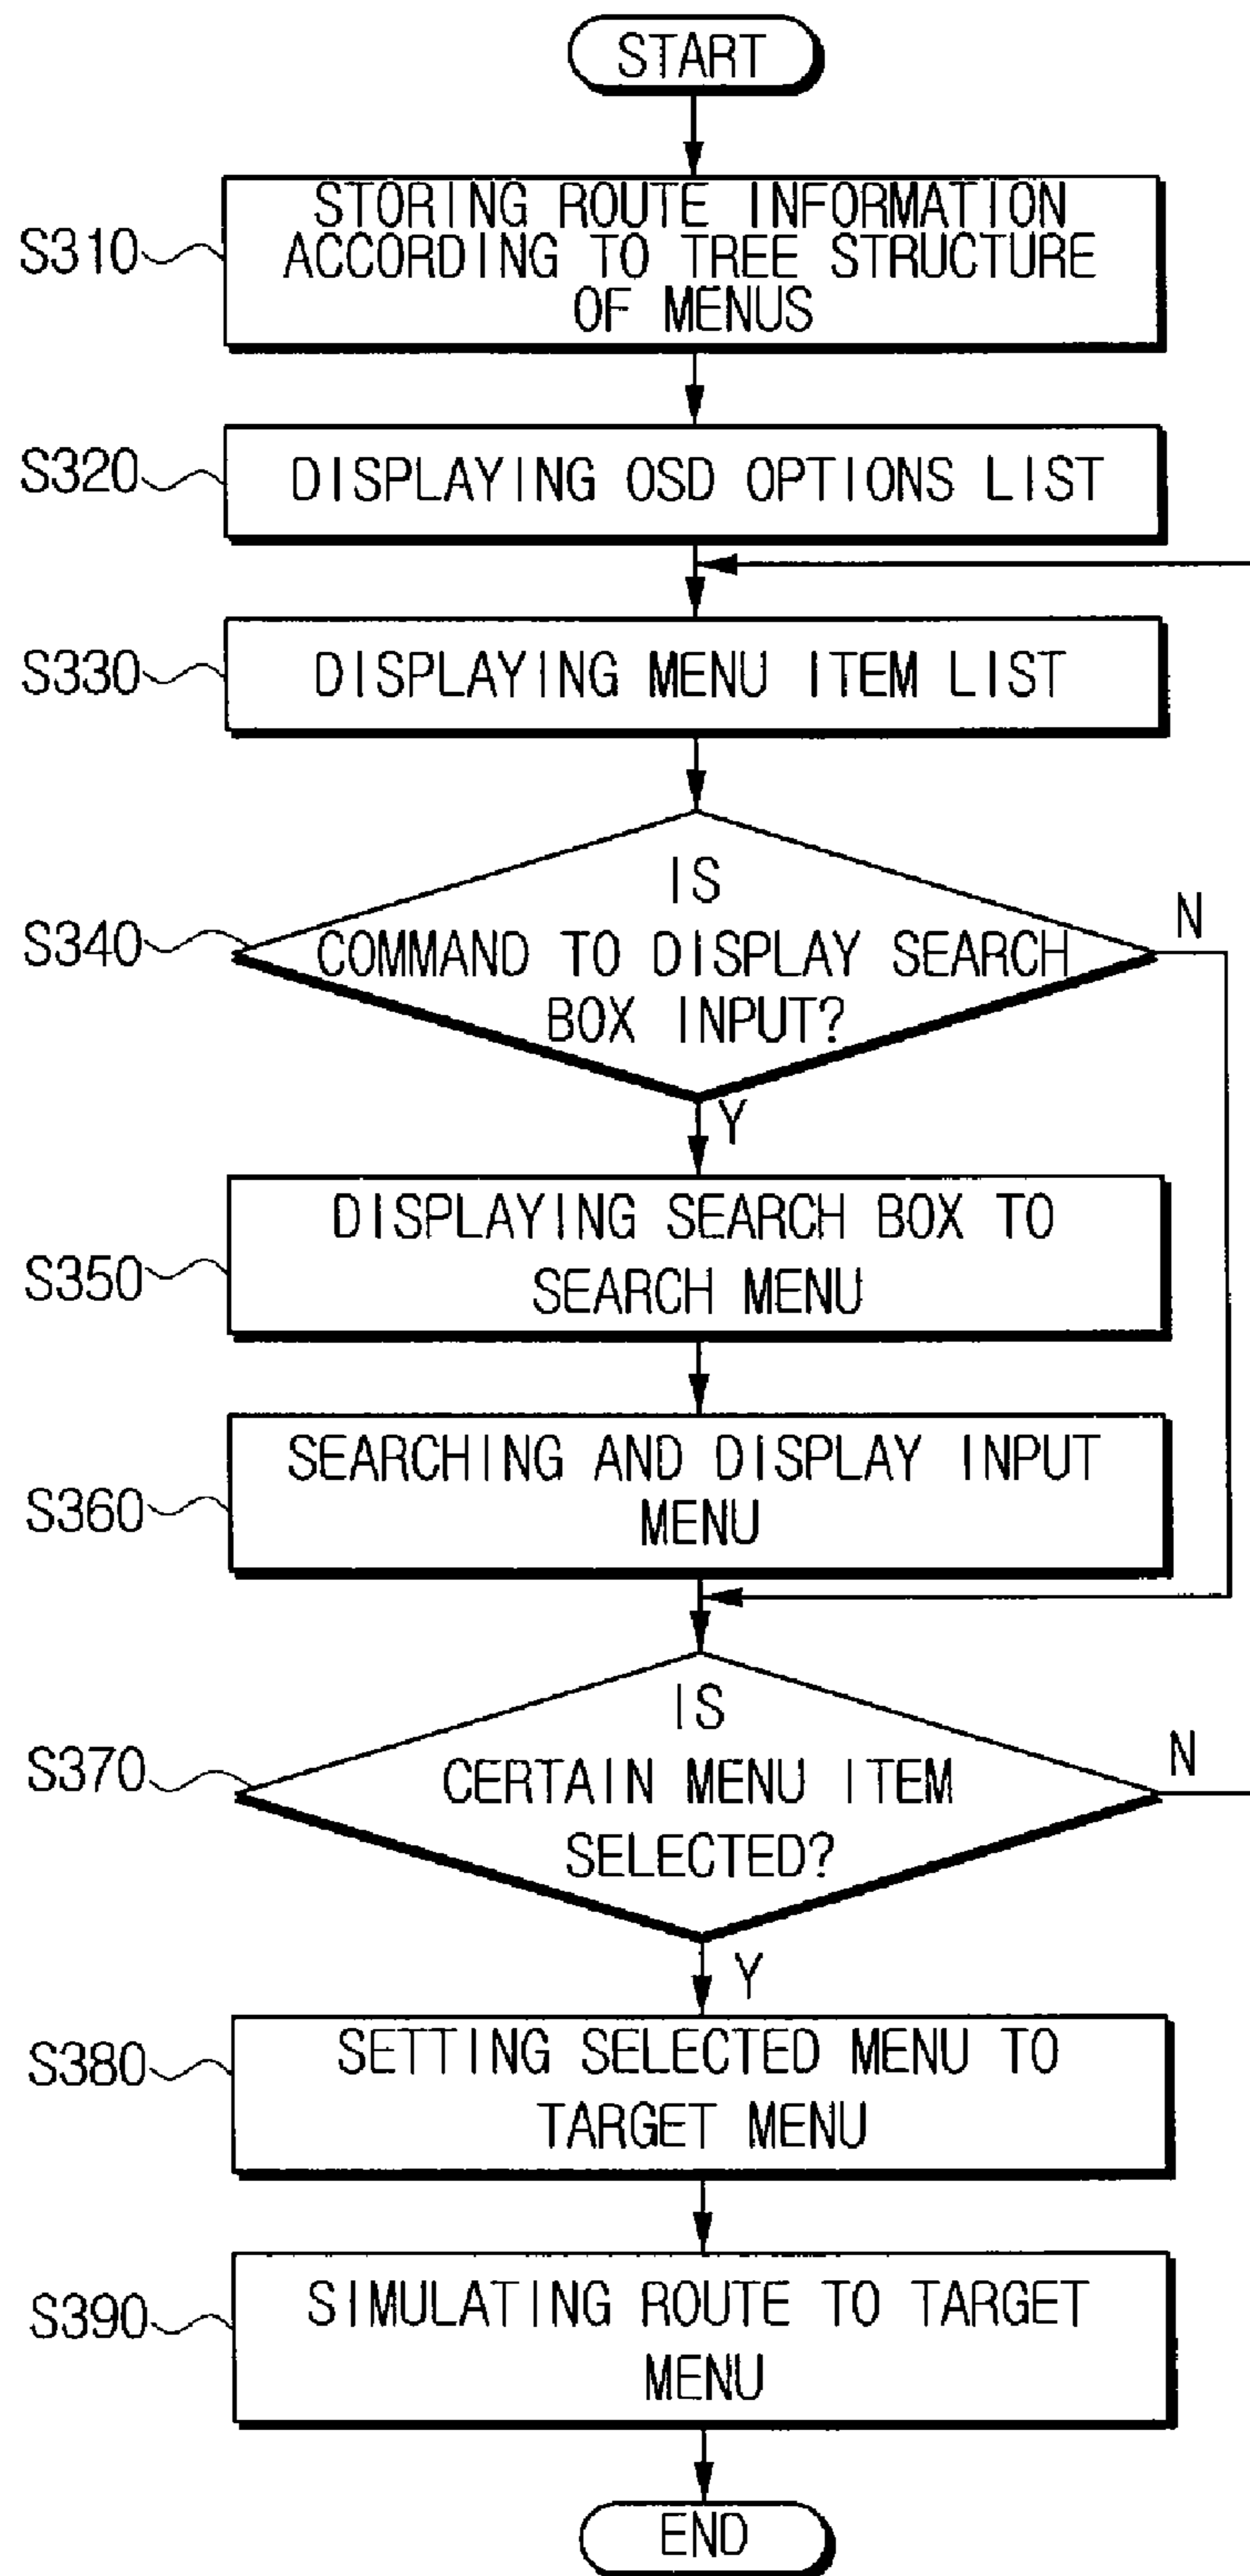 START
STORING ROUTE INFORMATION
ACCORDING TO TREE STRUCTURE
OF MENUS
S310
DISPLAYING OSD OPTIONS LIST
S320
DISPLAYING MENU ITEM LIST
S330
IS
COMMAND TO DISPLAY SEARCH
BOX INPUT?
S340
N
Y
DISPLAYING SEARCH BOX TO
SEARCH MENU
S350
SEARCHING AND DISPLAY INPUT
MENU
S360
IS
CERTAIN MENU ITEM
SELECTED?
S370
N
Y
SETTING SELECTED MENU TO
TARGET MENU
S380
SIMULATING ROUTE TO TARGET
MENU
S390
END